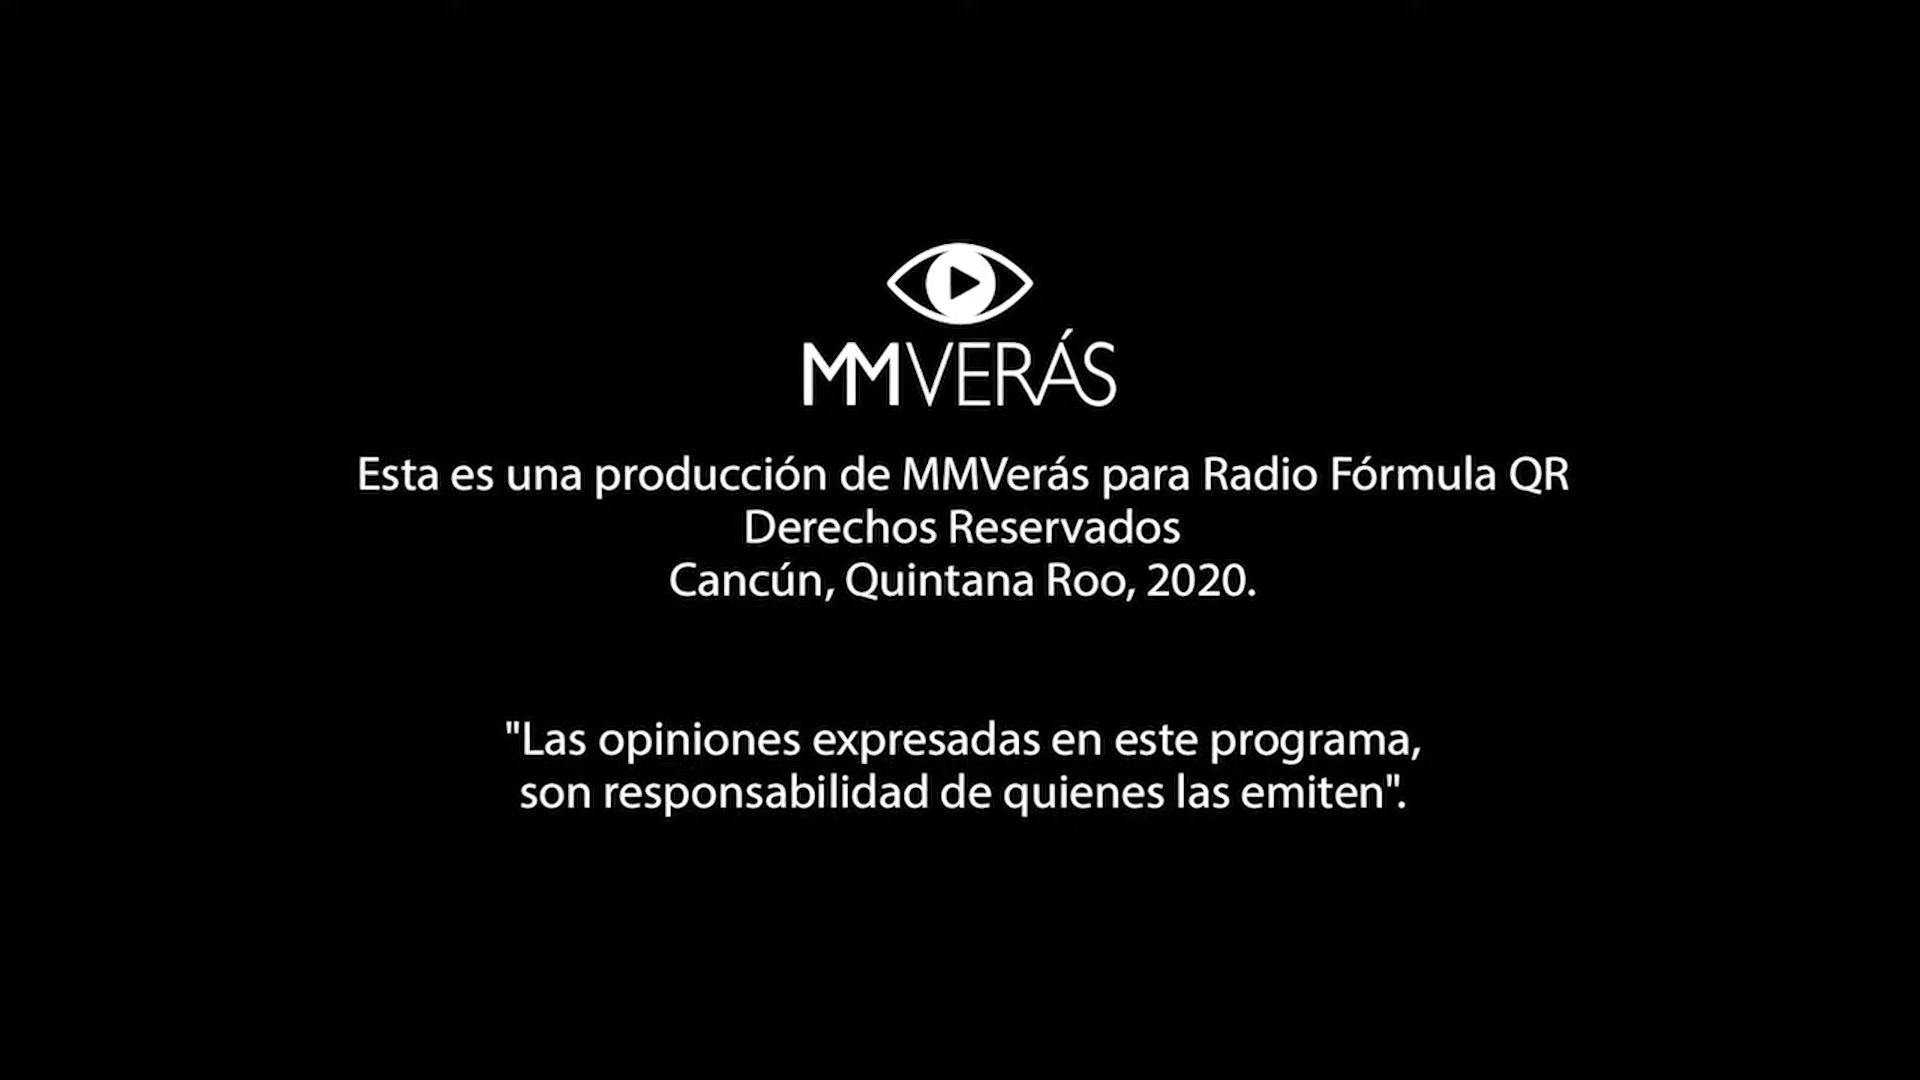 MMVERÁS
Esta es una producción de MMVerás para Radio Fórmula QR
Derechos Reservados
Cancún, Quintana Roo, 2020.
"Las opiniones expresadas en este programa,
son responsabilidad de quienes las emiten".